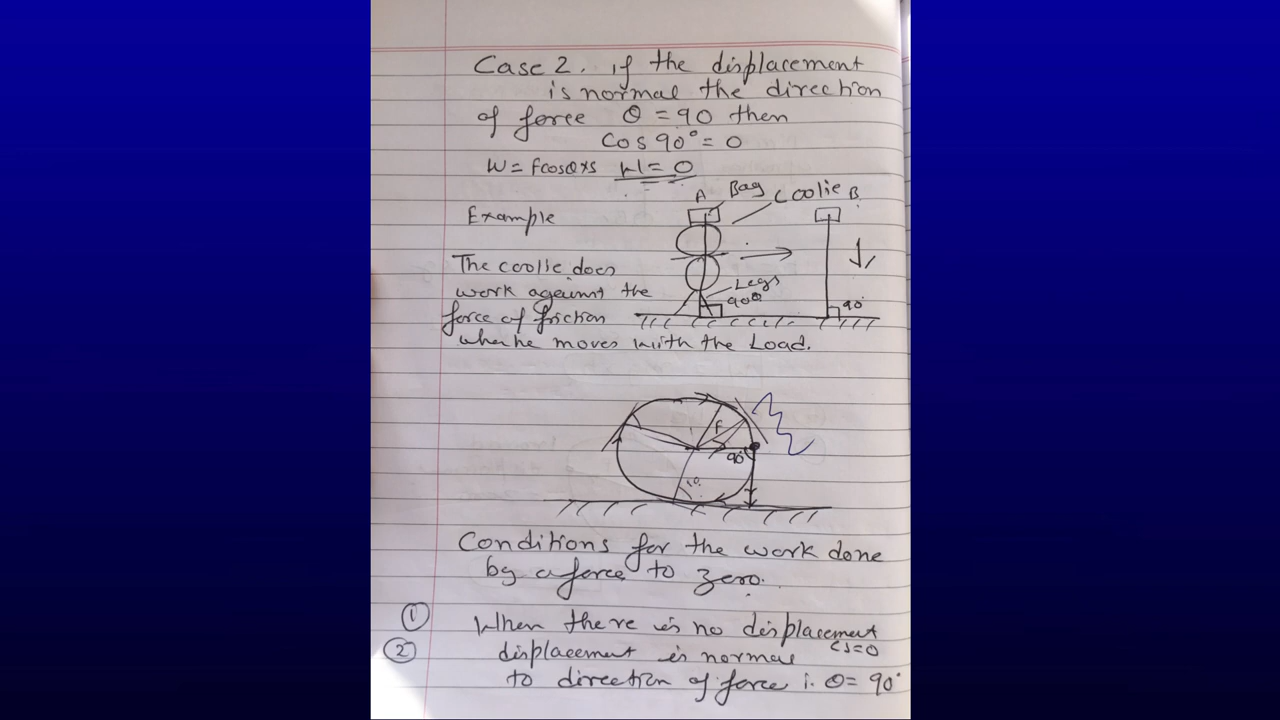 Case 2. if the displacement
is normal the direction
of force θ = 90 then
Cos 90° = 0
W = Fcosθxs W = 0
A Bag Coolie B
Example
The coolie does
work against the
Legs
90°
90°
force of friction
when he moves with the Load.
F
90°
Conditions for the work done
by a force to zero.
① When there is no displacement
② displacement is normal
to direction of force i. θ = 90°